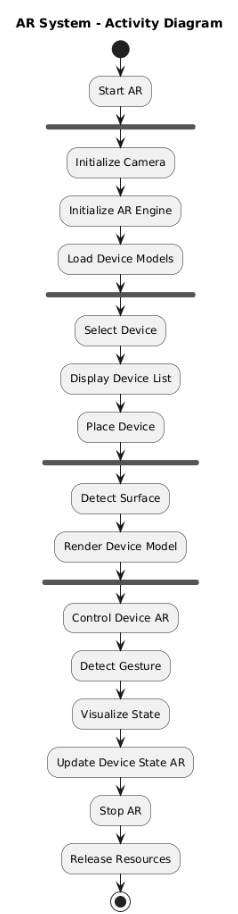 AR System - Activity Diagram
Start AR
Initialize Camera
Initialize AR Engine
Load Device Models
Select Device
Display Device List
Place Device
Detect Surface
Render Device Model
Control Device AR
Detect Gesture
Visualize State
Update Device State AR
Stop AR
Release Resources